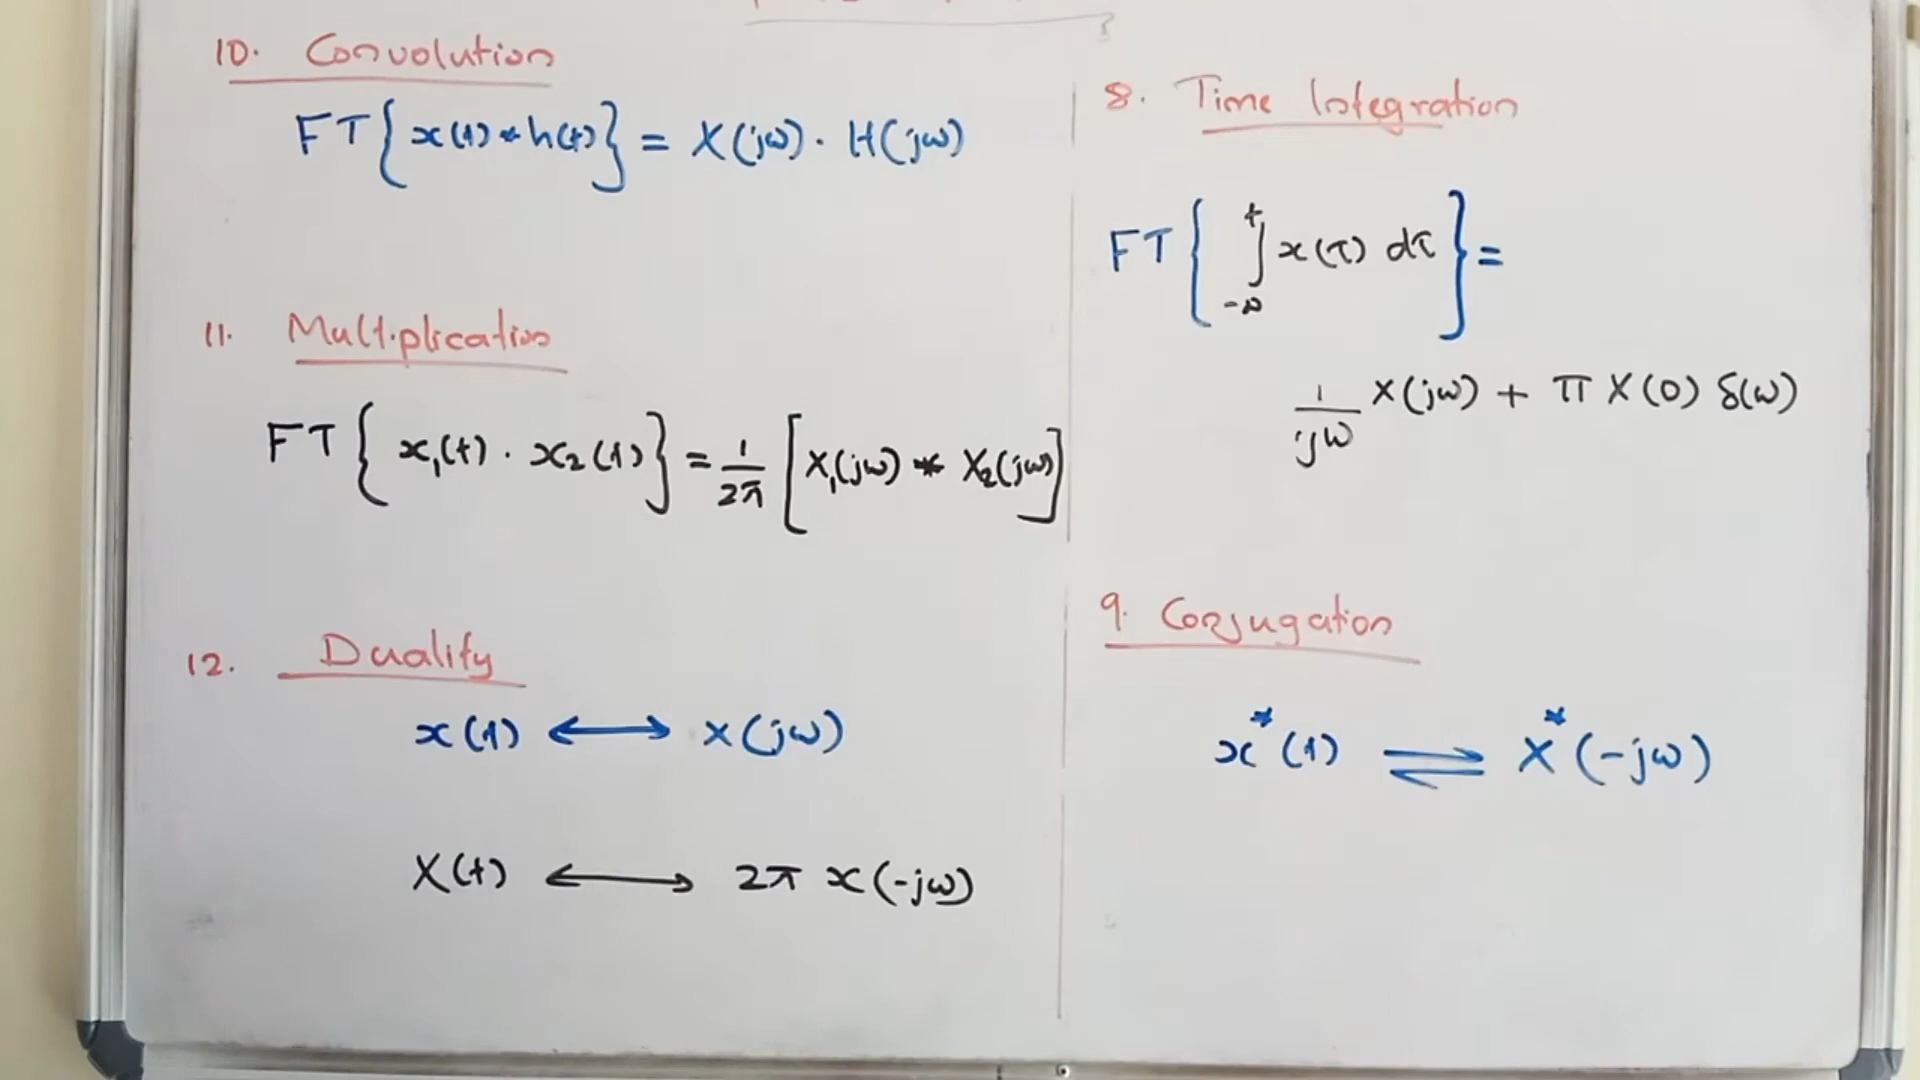 10. Convolution
FT{x(t) * h(t)} = X(jω) · H(jω)
11. Multiplication
FT{x₁(t) · x₂(t)} = 1/2π [X₁(jω) * X₂(jω)]
12. Duality
x(t) ⟷ X(jω)
X(t) ⟷ 2π x(-jω)
8. Time Integration
FT{∫_{-∞}^{t} x(τ) dτ} =
1/jω X(jω) + π X(0) δ(ω)
9. Conjugation
x*(t) ⇌ X*(-jω)